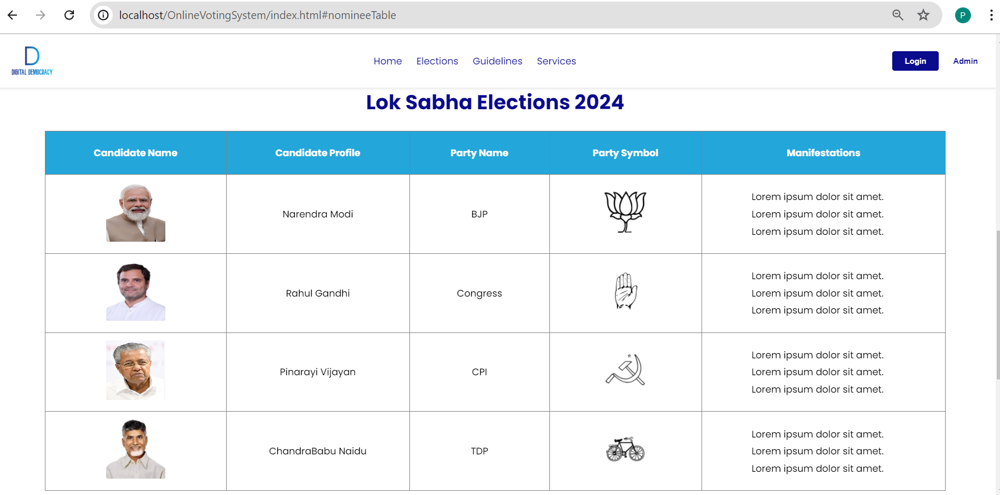 localhost/OnlineVotingSystem/index.html#nomineeTable
P
D
DIGITAL DEMOCRACY
Home Elections Guidelines Services
Login Admin
Lok Sabha Elections 2024
Candidate Name Candidate Profile Party Name Party Symbol Manifestations
Narendra Modi BJP
Lorem ipsum dolor sit amet.
Lorem ipsum dolor sit amet.
Lorem ipsum dolor sit amet.
Rahul Gandhi Congress
Lorem ipsum dolor sit amet.
Lorem ipsum dolor sit amet.
Lorem ipsum dolor sit amet.
Pinarayi Vijayan CPI
Lorem ipsum dolor sit amet.
Lorem ipsum dolor sit amet.
Lorem ipsum dolor sit amet.
ChandraBabu Naidu TDP
Lorem ipsum dolor sit amet.
Lorem ipsum dolor sit amet.
Lorem ipsum dolor sit amet.